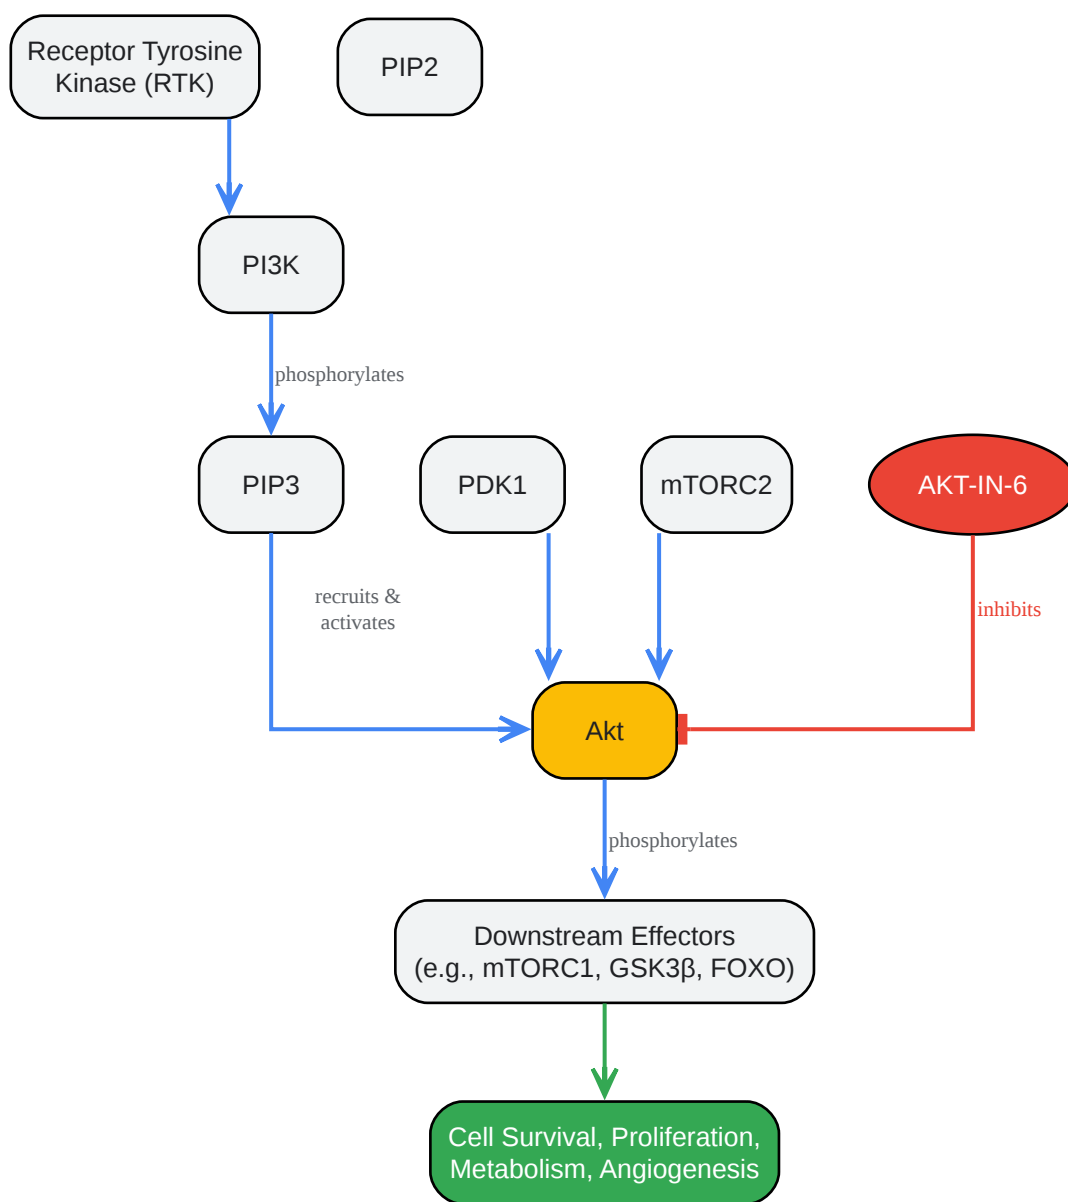 Receptor Tyrosine
Kinase (RTK)
PIP2
PI3K
phosphorylates
PIP3
PDK1
mTORC2
AKT-IN-6
recruits &
activates
inhibits
Akt
phosphorylates
Downstream Effectors
(e.g., mTORC1, GSK3β, FOXO)
Cell Survival, Proliferation,
Metabolism, Angiogenesis